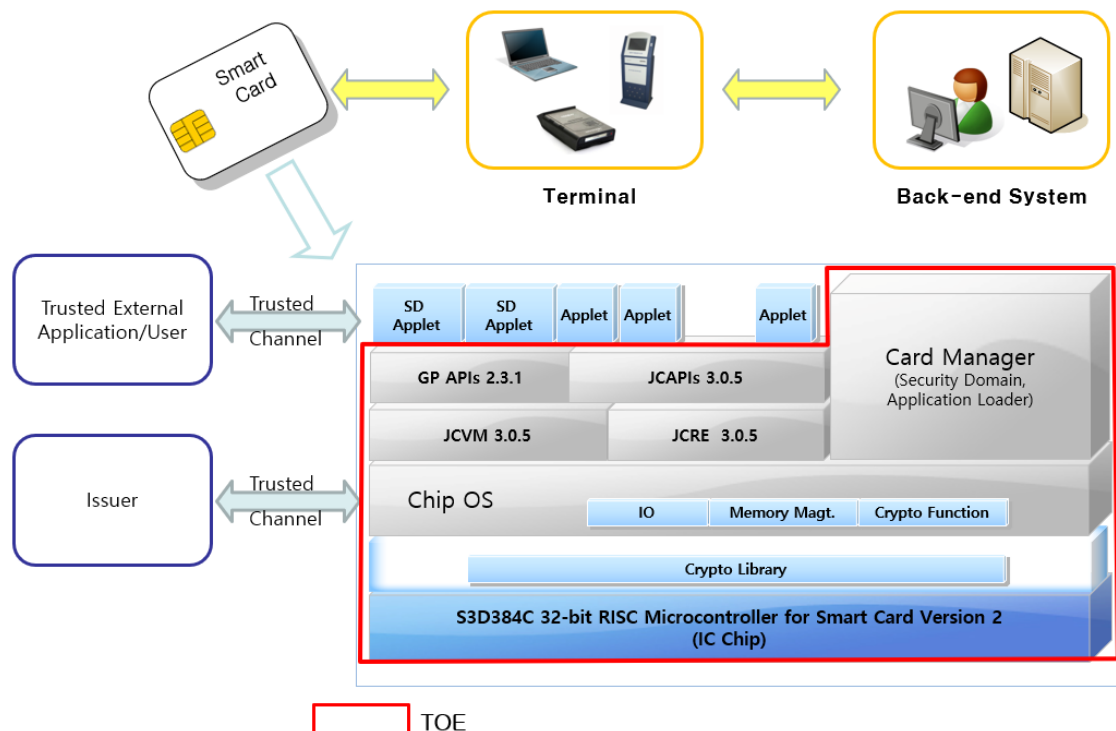 Smart
Card
Terminal
Back-end System
Trusted External
Application/User
Trusted
Channel
SD
Applet
SD
Applet
Applet
Applet
Applet
Card Manager
(Security Domain,
Application Loader)
GP APIs 2.3.1
JCAPIs 3.0.5
JCVM 3.0.5
JCRE 3.0.5
Issuer
Trusted
Channel
Chip OS
IO
Memory Magt.
Crypto Function
Crypto Library
S3D384C 32-bit RISC Microcontroller for Smart Card Version 2
(IC Chip)
TOE